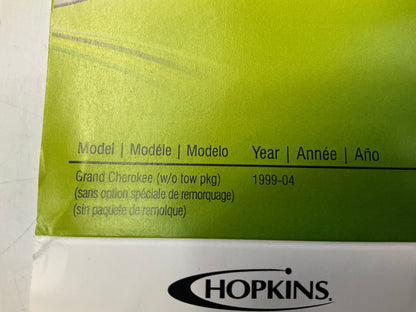 Model | Modéle | Modelo Year | Année | Año
Grand Cherokee (w/o tow pkg) 1999-04
(sans option spéciale de remorquage)
(sin paquete de remolque)
HOPKINS.